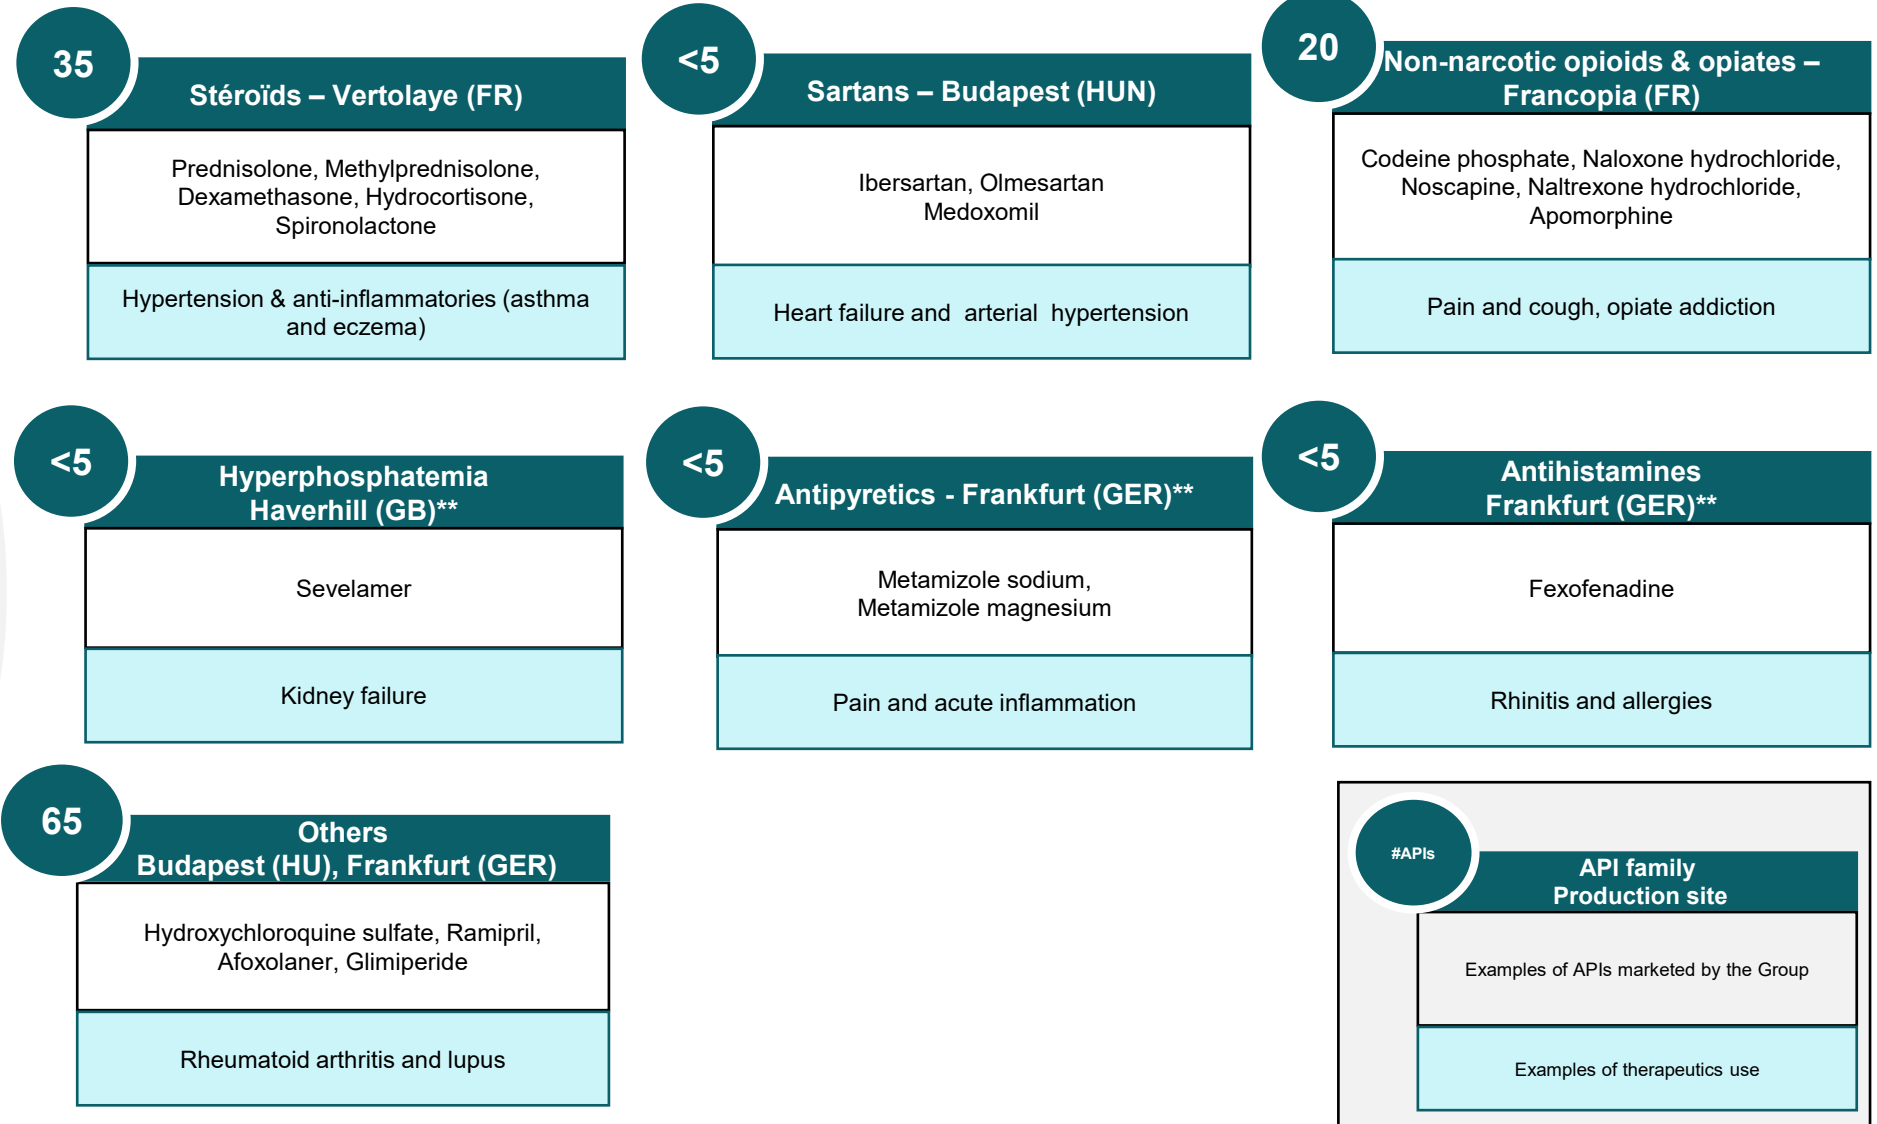 35
Stéroïds – Vertolaye (FR)
Prednisolone, Methylprednisolone,
Dexamethasone, Hydrocortisone,
Spironolactone
Hypertension & anti-inflammatories (asthma
and eczema)
<5
Sartans – Budapest (HUN)
Ibersartan, Olmesartan
Medoxomil
Heart failure and arterial hypertension
20
Non-narcotic opioids & opiates –
Francopia (FR)
Codeine phosphate, Naloxone hydrochloride,
Noscapine, Naltrexone hydrochloride,
Apomorphine
Pain and cough, opiate addiction
<5
Hyperphosphatemia
Haverhill (GB)**
Sevelamer
Kidney failure
<5
Antipyretics - Frankfurt (GER)**
Metamizole sodium,
Metamizole magnesium
Pain and acute inflammation
<5
Antihistamines
Frankfurt (GER)**
Fexofenadine
Rhinitis and allergies
65
Others
Budapest (HU), Frankfurt (GER)
Hydroxychloroquine sulfate, Ramipril,
Afoxolaner, Glimiperide
Rheumatoid arthritis and lupus
#APIs
API family
Production site
Examples of APIs marketed by the Group
Examples of therapeutics use